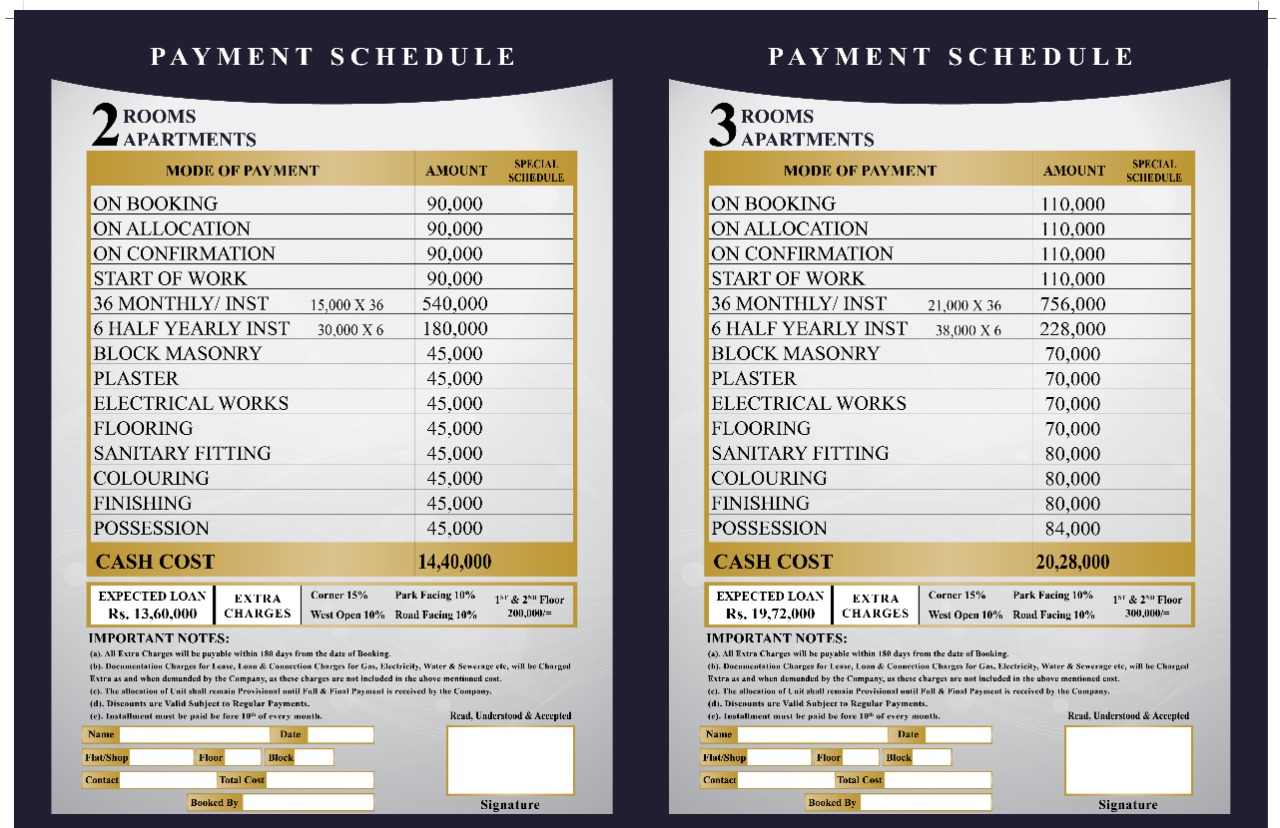 PAYMENT SCHEDULE
2 ROOMS
APARTMENTS
MODE OF PAYMENT AMOUNT SPECIAL SCHEDULE
ON BOOKING 90,000
ON ALLOCATION 90,000
ON CONFIRMATION 90,000
START OF WORK 90,000
36 MONTHLY/ INST 15,000 X 36 540,000
6 HALF YEARLY INST 30,000 X 6 180,000
BLOCK MASONRY 45,000
PLASTER 45,000
ELECTRICAL WORKS 45,000
FLOORING 45,000
SANITARY FITTING 45,000
COLOURING 45,000
FINISHING 45,000
POSSESSION 45,000
CASH COST 14,40,000
EXPECTED LOAN
Rs. 13,60,000
EXTRA
CHARGES
Corner 15% Park Facing 10%
West Open 10% Road Facing 10%
1ST & 2ND Floor
200,000/=
IMPORTANT NOTES:
(a). All Extra Charges will be payable within 180 days from the date of Booking.
(b). Documentation Charges for Lease, Loan & Connection Charges for Gas, Electricity, Water & Sewerage etc, will be Charged
Extra as and when demanded by the Company, as these charges are not included in the above mentioned cost.
(c). The allocation of Unit shall remain Provisional until Full & Final Payment is received by the Company.
(d). Discounts are Valid Subject to Regular Payments.
(e). Installment must be paid be fore 10th of every month.
Read, Understood & Accepted
Name Date
Flat/Shop Floor Block
Contact Total Cost
Booked By
Signature
PAYMENT SCHEDULE
3 ROOMS
APARTMENTS
MODE OF PAYMENT AMOUNT SPECIAL SCHEDULE
ON BOOKING 110,000
ON ALLOCATION 110,000
ON CONFIRMATION 110,000
START OF WORK 110,000
36 MONTHLY/ INST 21,000 X 36 756,000
6 HALF YEARLY INST 38,000 X 6 228,000
BLOCK MASONRY 70,000
PLASTER 70,000
ELECTRICAL WORKS 70,000
FLOORING 70,000
SANITARY FITTING 80,000
COLOURING 80,000
FINISHING 80,000
POSSESSION 84,000
CASH COST 20,28,000
EXPECTED LOAN
Rs. 19,72,000
EXTRA
CHARGES
Corner 15% Park Facing 10%
West Open 10% Road Facing 10%
1ST & 2ND Floor
300,000/=
IMPORTANT NOTES:
(a). All Extra Charges will be payable within 180 days from the date of Booking.
(b). Documentation Charges for Lease, Loan & Connection Charges for Gas, Electricity, Water & Sewerage etc, will be Charged
Extra as and when demanded by the Company, as these charges are not included in the above mentioned cost.
(c). The allocation of Unit shall remain Provisional until Full & Final Payment is received by the Company.
(d). Discounts are Valid Subject to Regular Payments.
(e). Installment must be paid be fore 10th of every month.
Read, Understood & Accepted
Name Date
Flat/Shop Floor Block
Contact Total Cost
Booked By
Signature